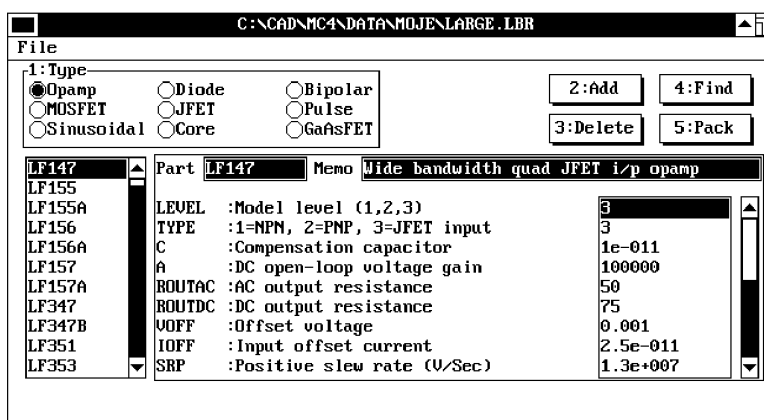 C:\CAD\MC4\DATA\MOJE\LARGE.LBR
File
1:Type
Opamp Diode Bipolar
MOSFET JFET Pulse
Sinusoidal Core GaAsFET
2:Add 4:Find
3:Delete 5:Pack
LF147
LF155
LF155A
LF156
LF156A
LF157
LF157A
LF347
LF347B
LF351
LF353
Part LF147 Memo Wide bandwidth quad JFET i/p opamp
LEVEL :Model level (1,2,3) 3
TYPE :1=NPN, 2=PNP, 3=JFET input 3
C :Compensation capacitor 1e-011
A :DC open-loop voltage gain 100000
ROUTAC :AC output resistance 50
ROUTDC :DC output resistance 75
VOFF :Offset voltage 0.001
IOFF :Input offset current 2.5e-011
SRP :Positive slew rate (V/Sec) 1.3e+007